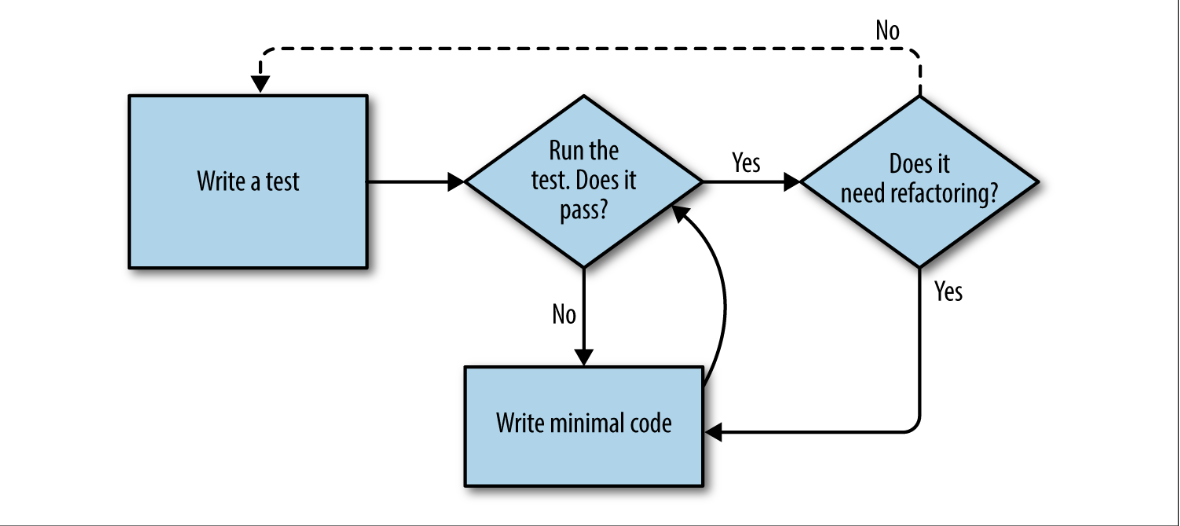 No
Write a test
Run the
test. Does it
pass?
Yes
Does it
need refactoring?
No
Yes
Write minimal code